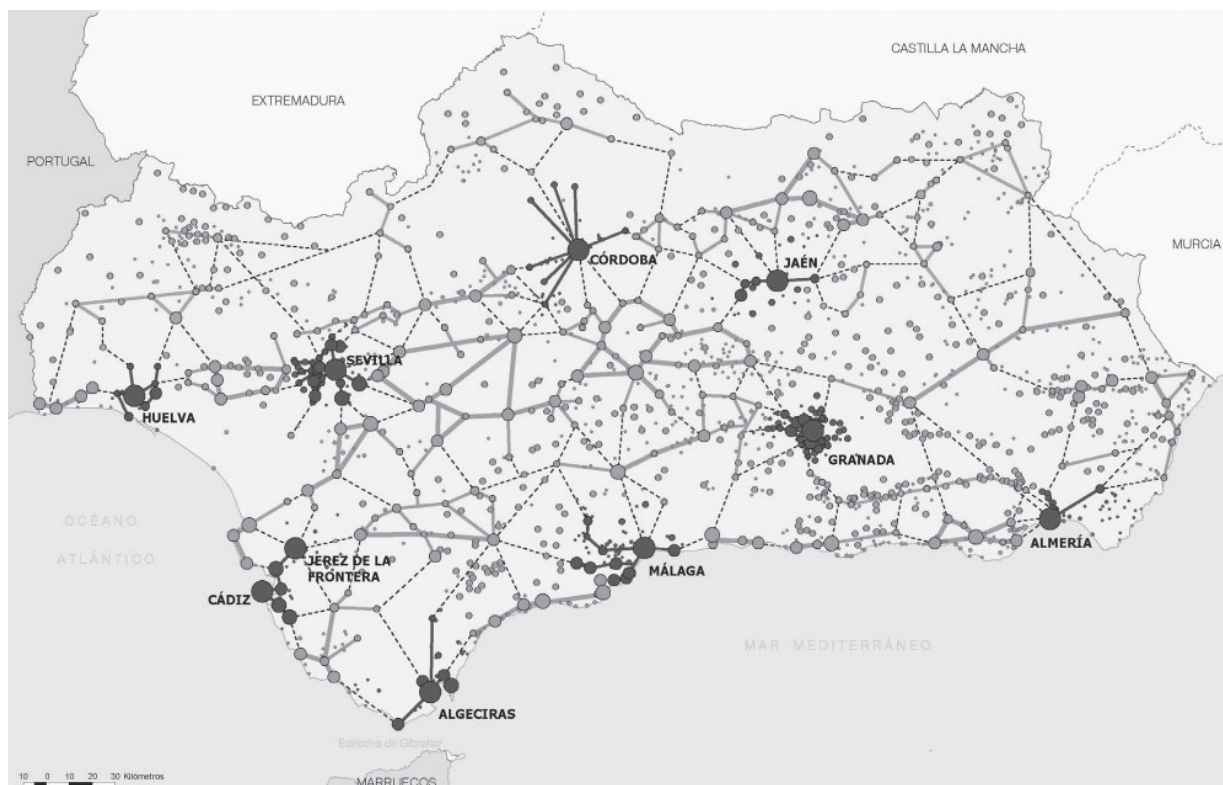 CASTILLA LA MANCHA
EXTREMADURA
PORTUGAL
MURCIA
CÓRDOBA
JAÉN
SEVILLA
HUELVA
GRANADA
OCÉANO
ATLÁNTICO
ALMERÍA
JEREZ DE LA
FRONTERA
MÁLAGA
CÁDIZ
MAR MEDITERRÁNEO
ALGECIRAS
Estrecho de Gibraltar
MARRUECOS
10 0 10 20 30 Kilómetros